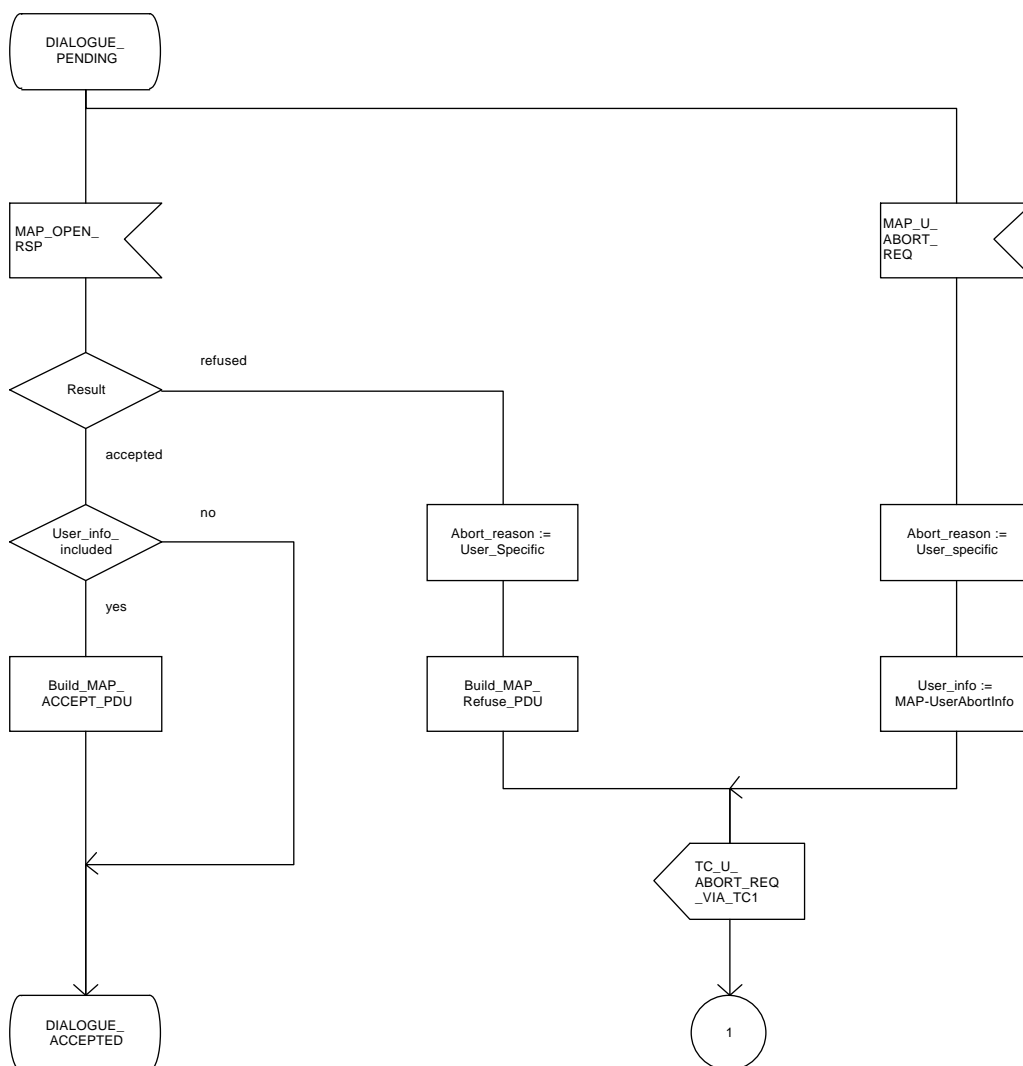 DIALOGUE_
PENDING
MAP_OPEN_
RSP
MAP_U_
ABORT_
REQ
Result
refused
accepted
User_info_
included
no
yes
Abort_reason :=
User_Specific
Abort_reason :=
User_specific
Build_MAP_
ACCEPT_PDU
Build_MAP_
Refuse_PDU
User_info :=
MAP-UserAbortInfo
TC_U_
ABORT_REQ
_VIA_TC1
DIALOGUE_
ACCEPTED
1